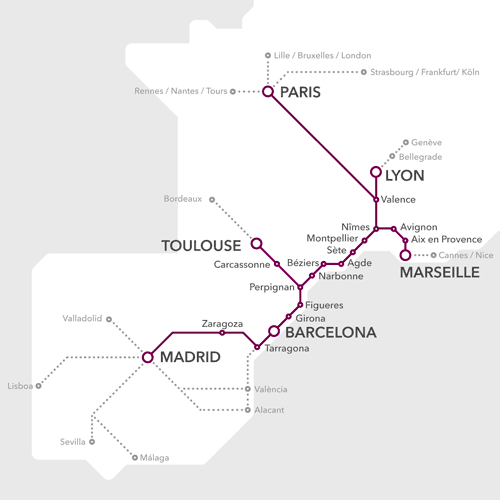 Lille / Bruxelles / London
Strasbourg / Frankfurt/ Köln
Rennes / Nantes / Tours
PARIS
Genève
Bellegrade
LYON
Bordeaux
Valence
Nîmes
Avignon
Montpellier
Aix en Provence
TOULOUSE
Sète
Cannes / Nice
Carcassonne
Béziers
Agde
MARSEILLE
Narbonne
Perpignan
Figueres
Girona
Valladolid
Zaragoza
BARCELONA
Tarragona
MADRID
Lisboa
València
Alacant
Sevilla
Málaga